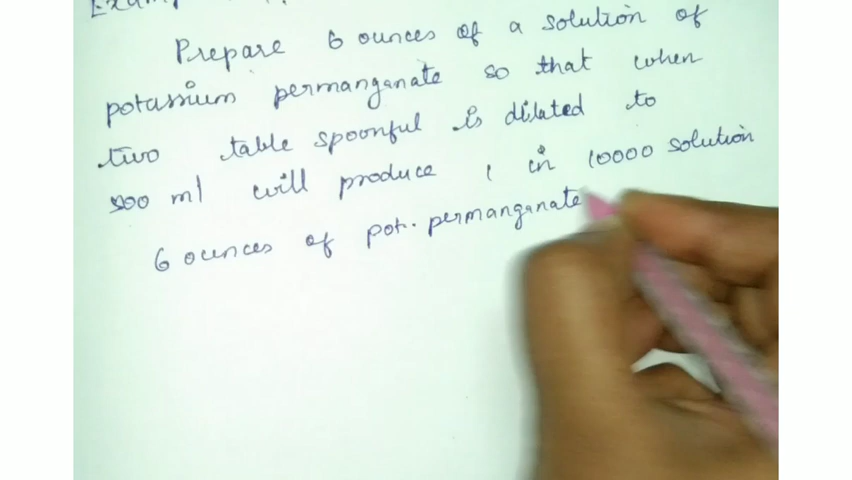 Prepare 6 ounces of a solution of
potassium permanganate so that when
two table spoonful is diluted to
500 ml will produce 1 in 10000 solution
6 ounces of pot. permanganate